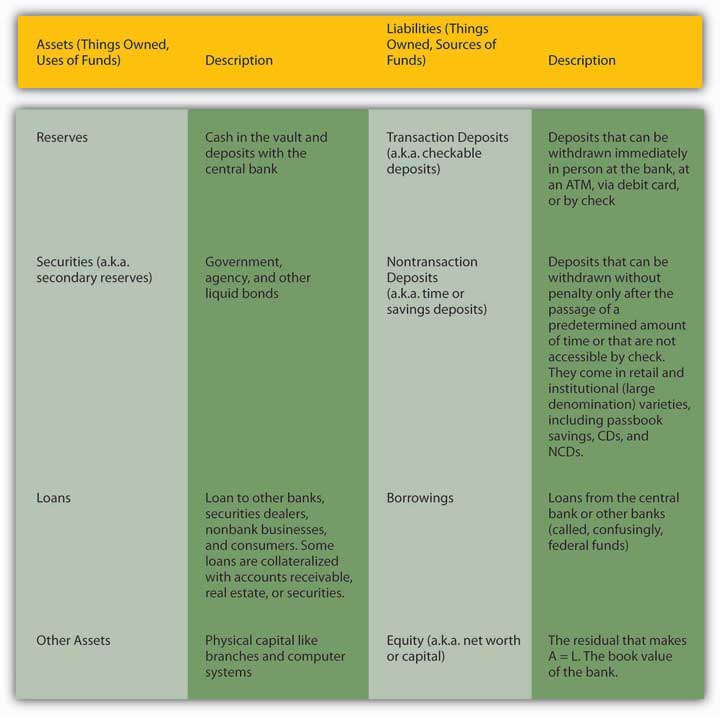 Assets (Things Owned,
Uses of Funds)
Description
Liabilities (Things
Owned, Sources of
Funds)
Description
Reserves
Cash in the vault and
deposits with the
central bank
Transaction Deposits
(a.k.a. checkable
deposits)
Deposits that can be
withdrawn immediately
in person at the bank, at
an ATM, via debit card,
or by check
Securities (a.k.a.
secondary reserves)
Government,
agency, and other
liquid bonds
Nontransaction
Deposits
(a.k.a. time or
savings deposits)
Deposits that can be
withdrawn without
penalty only after the
passage of a
predetermined amount
of time or that are not
accessible by check.
They come in retail and
institutional (large
denomination) varieties,
including passbook
savings, CDs, and
NCDs.
Loans
Loan to other banks,
securities dealers,
nonbank businesses,
and consumers. Some
loans are collateralized
with accounts receivable,
real estate, or securities.
Borrowings
Loans from the central
bank or other banks
(called, confusingly,
federal funds)
Other Assets
Physical capital like
branches and computer
systems
Equity (a.k.a. net worth
or capital)
The residual that makes
A = L. The book value
of the bank.